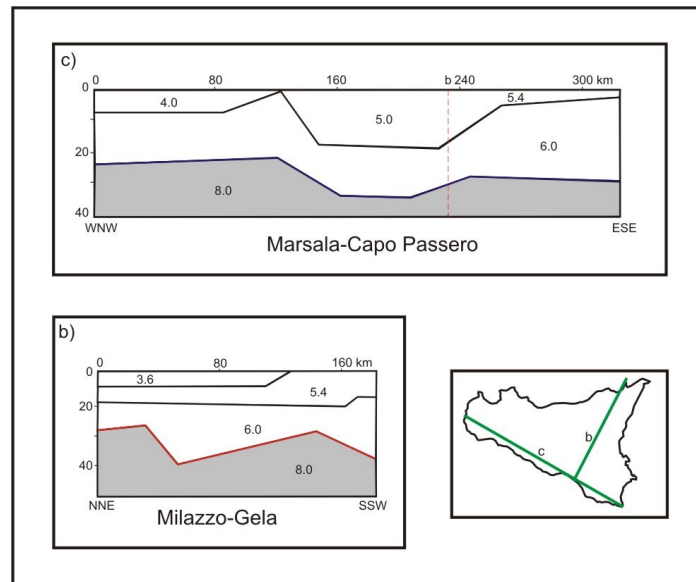 c)
0 80 160 b 240 300 km
0
20
40
4.0
5.0
5.4
6.0
8.0
WNW ESE
Marsala-Capo Passero
b)
0 80 160 km
0
20
40
3.6
5.4
6.0
8.0
NNE SSW
Milazzo-Gela
b
c